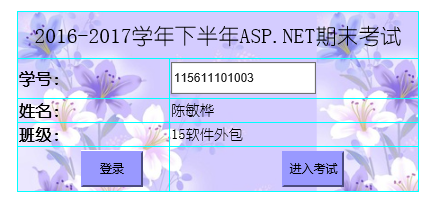 2016-2017学年下半年ASP.NET期末考试
学号： 115611101003
姓名： 陈敏桦
班级： 15软件外包
登录 进入考试